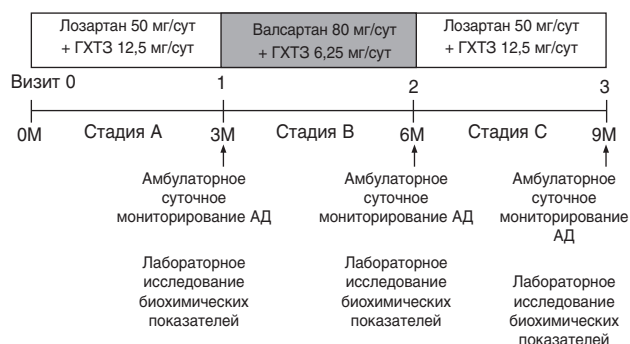 Лозартан 50 мг/сут
+ ГХТЗ 12,5 мг/сут
Валсартан 80 мг/сут
+ ГХТЗ 6,25 мг/сут
Лозартан 50 мг/сут
+ ГХТЗ 12,5 мг/сут
Визит 0
1
2
3
0М
Стадия А
3М
Стадия В
6М
Стадия С
9М
Амбулаторное
суточное
мониторирование АД
Амбулаторное
суточное
мониторирование АД
Амбулаторное
суточное
мониторирование
АД
Лабораторное
исследование
биохимических
показателей
Лабораторное
исследование
биохимических
показателей
Лабораторное
исследование
биохимических
показателей